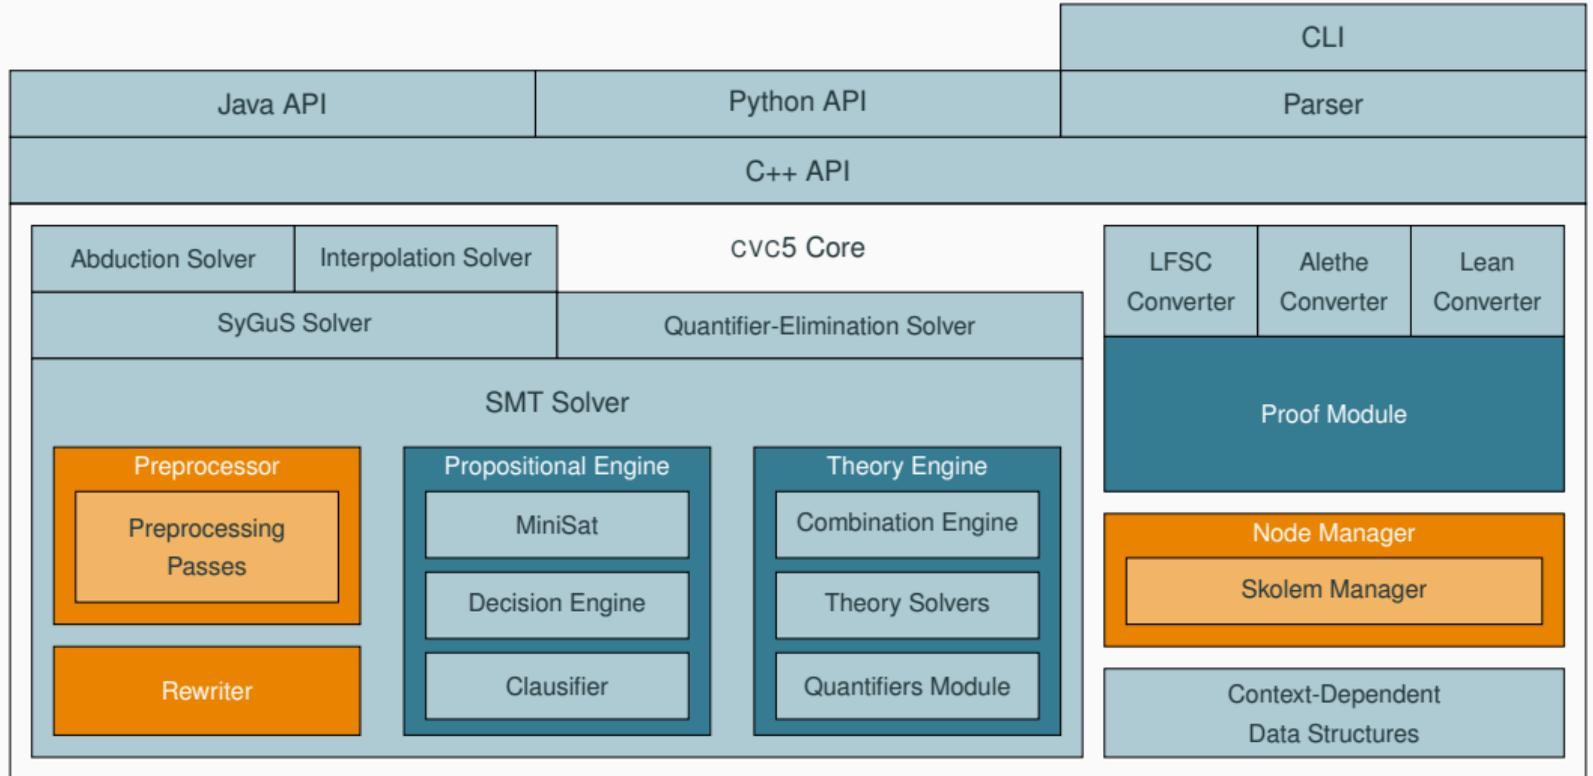 CLI
Java API
Python API
Parser
C++ API
CVC5 Core
Abduction Solver
Interpolation Solver
SyGuS Solver
Quantifier-Elimination Solver
SMT Solver
Preprocessor
Preprocessing
Passes
Rewriter
Propositional Engine
MiniSat
Decision Engine
Clausifier
Theory Engine
Combination Engine
Theory Solvers
Quantifiers Module
LFSC
Converter
Alethe
Converter
Lean
Converter
Proof Module
Node Manager
Skolem Manager
Context-Dependent
Data Structures